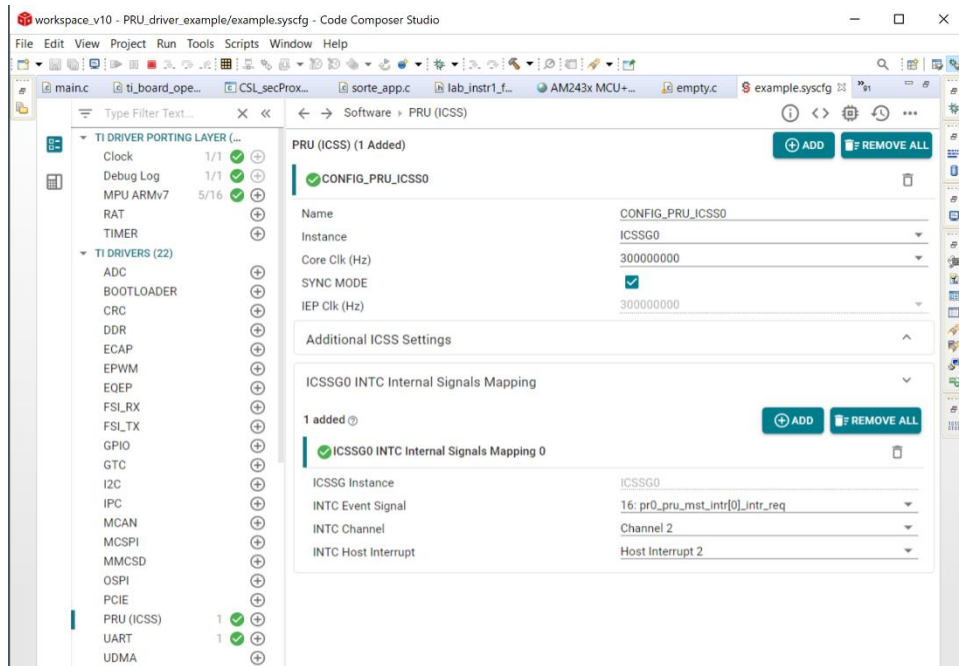 workspace_v10 - PRU_driver_example/example.syscfg - Code Composer Studio
File Edit View Project Run Tools Scripts Window Help
main.c ti_board_ope... CSL_secProx... sorte_app.c lab_instr1_f... AM243x MCU+... empty.c example.syscfg »91
Type Filter Text...
Software PRU (ICSS)
TI DRIVER PORTING LAYER (...
Clock 1/1
Debug Log 1/1
MPU ARMv7 5/16
RAT
TIMER
TI DRIVERS (22)
ADC
BOOTLOADER
CRC
DDR
ECAP
EPWM
EQEP
FSI_RX
FSI_TX
GPIO
GTC
I2C
IPC
MCAN
MCSPI
MMCSD
OSPI
PCIE
PRU (ICSS) 1
UART 1
UDMA
PRU (ICSS) (1 Added)
ADD REMOVE ALL
CONFIG_PRU_ICSS0
Name CONFIG_PRU_ICSS0
Instance ICSSG0
Core Clk (Hz) 300000000
SYNC MODE
IEP Clk (Hz) 300000000
Additional ICSS Settings
ICSSG0 INTC Internal Signals Mapping
1 added
ADD REMOVE ALL
ICSSG0 INTC Internal Signals Mapping 0
ICSSG Instance ICSSG0
INTC Event Signal 16: pr0_pru_mst_intr[0]_intr_req
INTC Channel Channel 2
INTC Host Interrupt Host Interrupt 2